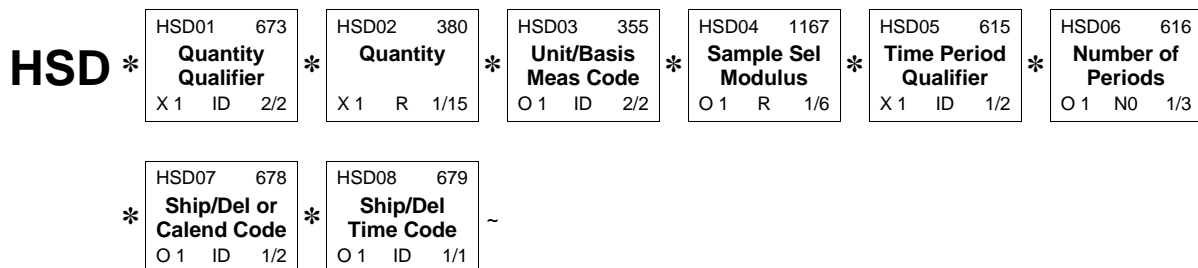 HSD * HSD01 673 HSD02 380 HSD03 355 HSD04 1167 HSD05 615 HSD06 616
Quantity Qualifier * Quantity * Unit/Basis Meas Code * Sample Sel Modulus * Time Period Qualifier * Number of Periods
X 1 ID 2/2 X 1 R 1/15 O 1 ID 2/2 O 1 R 1/6 X 1 ID 1/2 O 1 N0 1/3
* HSD07 678 * HSD08 679 ~
Ship/Del or Calend Code Ship/Del Time Code
O 1 ID 1/2 O 1 ID 1/1